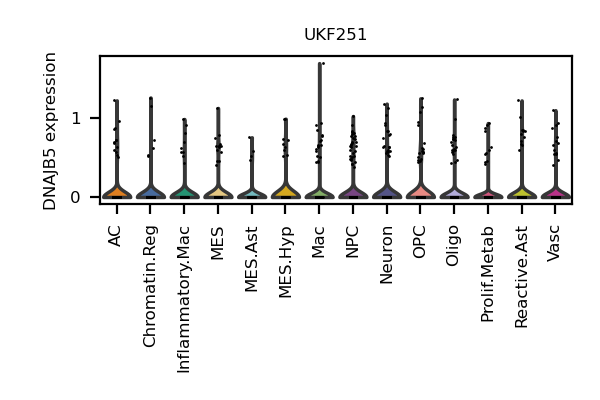 UKF251
DNAJB5 expression
1
0
AC
Chromatin.Reg
Inflammatory.Mac
MES
MES.Ast
MES.Hyp
Mac
NPC
Neuron
OPC
Oligo
Prolif.Metab
Reactive.Ast
Vasc